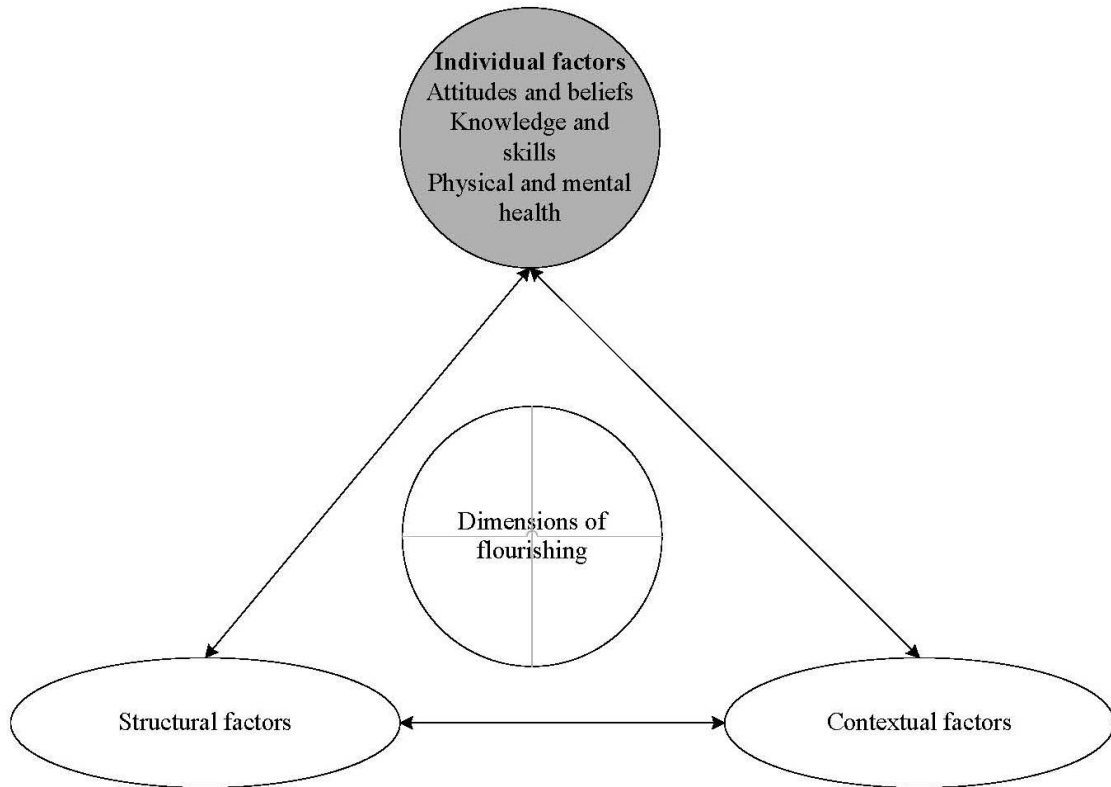 Individual factors
Attitudes and beliefs
Knowledge and
skills
Physical and mental
health
Dimensions of
flourishing
Structural factors
Contextual factors